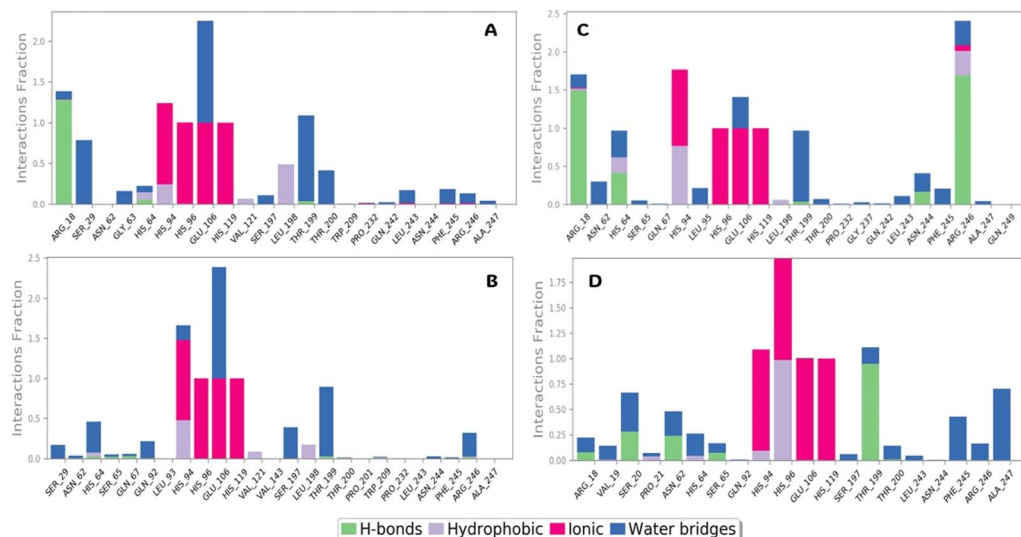 A
Interactions Fraction
2.0
1.5
1.0
0.5
0.0
ARG_18 SER_29 ASN_62 GLY_63 HIS_64 HIS_94 HIS_96 GLU_106 HIS_119 VAL_121 SER_197 LEU_198 THR_199 THR_200 TRP_209 PRO_232 GLN_242 LEU_243 ASN_244 PHE_245 ARG_246 ALA_247
C
Interactions Fraction
2.5
2.0
1.5
1.0
0.5
0.0
ARG_18 ASN_62 HIS_64 SER_65 GLN_67 HIS_94 LEU_95 HIS_96 GLU_106 HIS_119 LEU_198 THR_199 THR_200 PRO_232 GLY_237 GLN_242 LEU_243 ASN_244 PHE_245 ARG_246 ALA_247 GLN_249
B
Interactions Fraction
2.5
2.0
1.5
1.0
0.5
0.0
SER_29 ASN_62 HIS_64 SER_65 GLN_67 GLN_92 LEU_93 HIS_94 HIS_96 GLU_106 HIS_119 VAL_121 VAL_143 SER_197 LEU_198 THR_199 THR_200 PRO_201 TRP_209 PRO_232 LEU_243 ASN_244 PHE_245 ARG_246 ALA_247
D
Interactions Fraction
1.75
1.50
1.25
1.00
0.75
0.50
0.25
0.00
ARG_18 VAL_19 SER_20 PRO_21 ASN_62 HIS_64 SER_65 GLN_92 HIS_94 HIS_96 GLU_106 HIS_119 SER_197 THR_199 THR_200 LEU_243 ASN_244 PHE_245 ARG_246 ALA_247
H-bonds Hydrophobic Ionic Water bridges